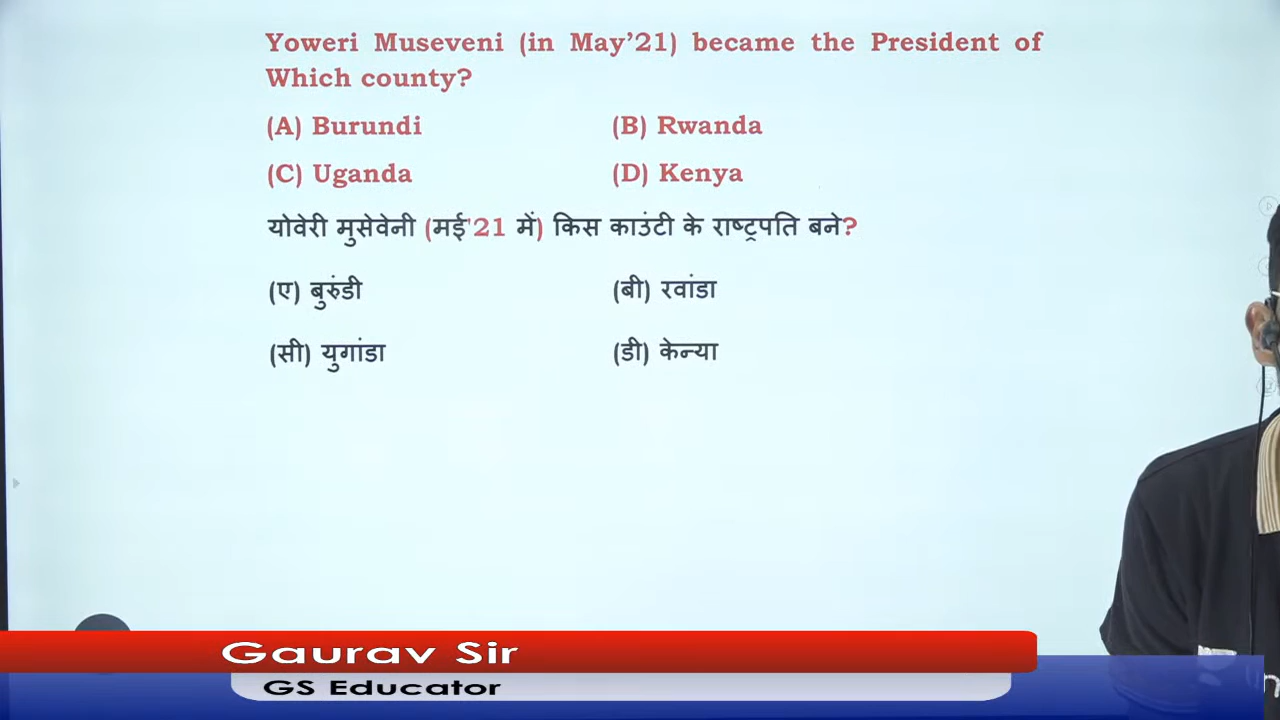 Yoweri Museveni (in May’21) became the President of
Which county?
(A) Burundi (B) Rwanda
(C) Uganda (D) Kenya
योवेरी मुसेवेनी (मई'21 में) किस काउंटी के राष्ट्रपति बने?
(ए) बुरुंडी (बी) रवांडा
(सी) युगांडा (डी) केन्या
Gaurav Sir
GS Educator